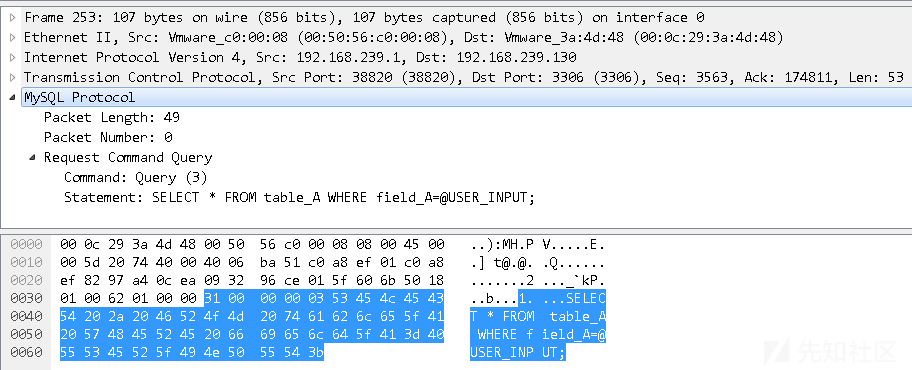 Frame 253: 107 bytes on wire (856 bits), 107 bytes captured (856 bits) on interface 0
Ethernet II, Src: Vmware_c0:00:08 (00:50:56:c0:00:08), Dst: Vmware_3a:4d:48 (00:0c:29:3a:4d:48)
Internet Protocol Version 4, Src: 192.168.239.1, Dst: 192.168.239.130
Transmission Control Protocol, Src Port: 38820 (38820), Dst Port: 3306 (3306), Seq: 3563, Ack: 174811, Len: 53
MySQL Protocol
Packet Length: 49
Packet Number: 0
Request Command Query
Command: Query (3)
Statement: SELECT * FROM table_A WHERE field_A=@USER_INPUT;
0000 00 0c 29 3a 4d 48 00 50 56 c0 00 08 08 00 45 00 ..):MH.P V.....E.
0010 00 5d 20 74 40 00 40 06 ba 51 c0 a8 ef 01 c0 a8 .] t@.@. .Q......
0020 ef 82 97 a4 0c ea 09 32 96 ce 01 5f 60 6b 50 18 .......2 ..._`kP.
0030 01 00 62 01 00 00 31 00 00 00 03 53 45 4c 45 43 ..b...1. ...SELEC
0040 54 20 2a 20 46 52 4f 4d 20 74 61 62 6c 65 5f 41 T * FROM table_A
0050 20 57 48 45 52 45 20 66 69 65 6c 64 5f 41 3d 40 WHERE f ield_A=@
0060 55 53 45 52 5f 49 4e 50 55 54 3b USER_INP UT;
先知社区